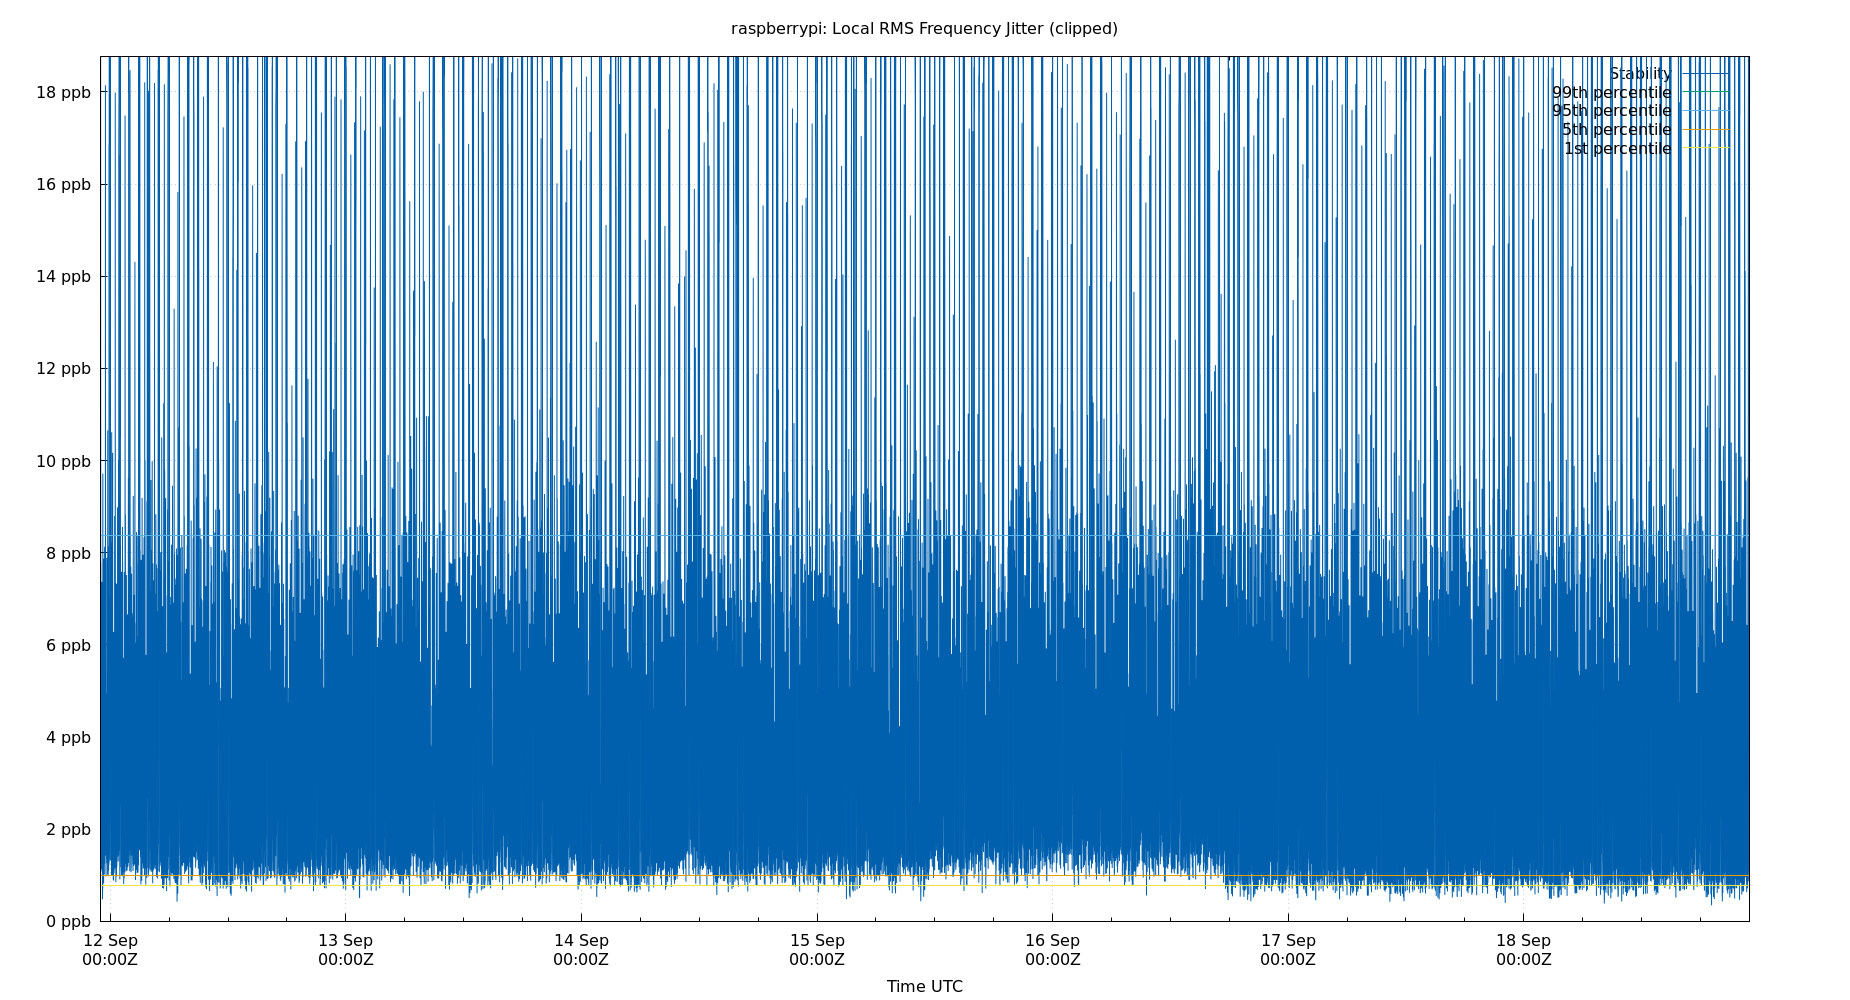 raspberrypi: Local RMS Frequency Jitter (clipped)
Stability
99th percentile
95th percentile
5th percentile
1st percentile
18 ppb
16 ppb
14 ppb
12 ppb
10 ppb
8 ppb
6 ppb
4 ppb
2 ppb
0 ppb
12 Sep
00:00Z
13 Sep
00:00Z
14 Sep
00:00Z
15 Sep
00:00Z
16 Sep
00:00Z
17 Sep
00:00Z
18 Sep
00:00Z
Time UTC